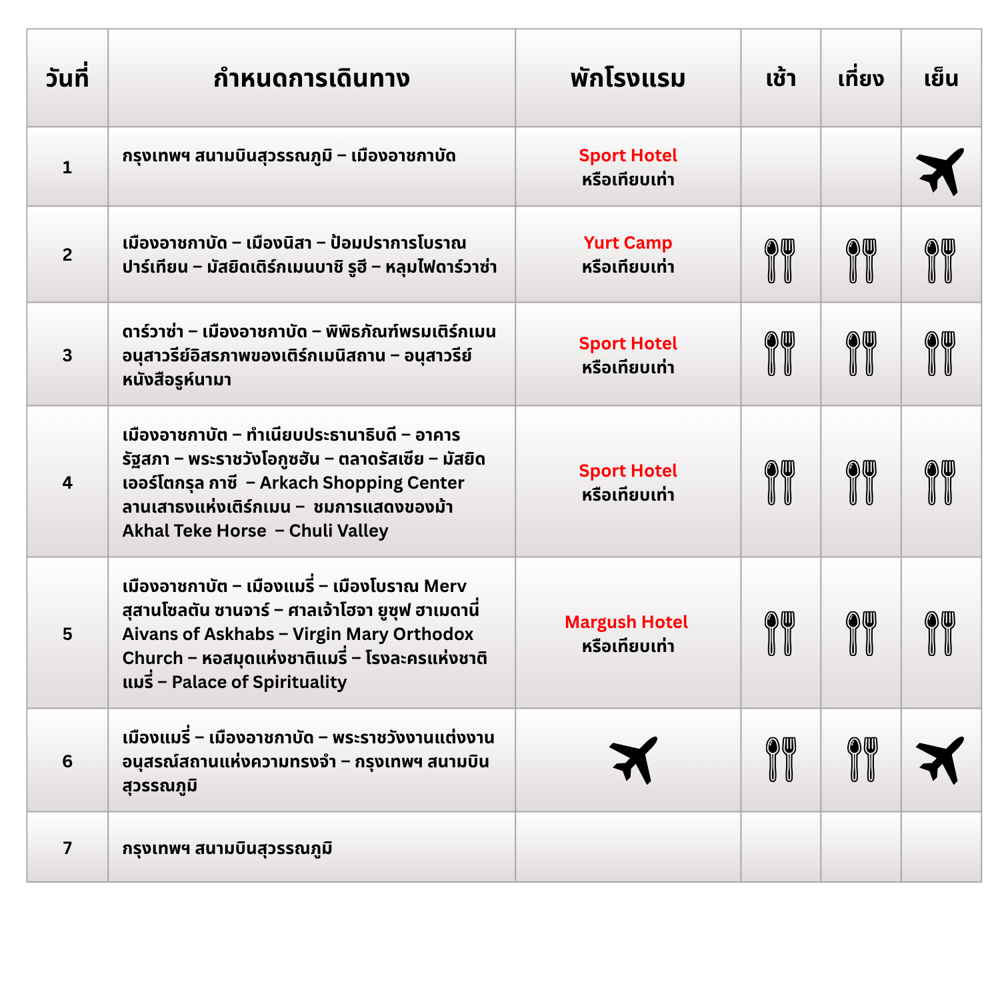 วันที่ กำหนดการเดินทาง พักโรงแรม เช้า เที่ยง เย็น
1
กรุงเทพฯ สนามบินสุวรรณภูมิ – เมืองอาชกาบัด
Sport Hotel
หรือเทียบเท่า
2
เมืองอาชกาบัด – เมืองนิสา – ป้อมปราการโบราณ
ปาร์เทียน – มัสยิดเติร์กเมนบาชิ รูฮี – หลุมไฟดาร์วาซ่า
Yurt Camp
หรือเทียบเท่า
3
ดาร์วาซ่า – เมืองอาชกาบัด – พิพิธภัณฑ์พรมเติร์กเมน
อนุสาวรีย์อิสรภาพของเติร์กเมนิสถาน – อนุสาวรีย์
หนังสือรูห์นามา
Sport Hotel
หรือเทียบเท่า
4
เมืองอาชกาบัต – ทำเนียบประธานาธิบดี – อาคาร
รัฐสภา – พระราชวังโอกูซฮัน – ตลาดรัสเซีย – มัสยิด
เออร์โตกรุล กาซี – Arkach Shopping Center
ลานเสาธงแห่งเติร์กเมน – ชมการแสดงของม้า
Akhal Teke Horse – Chuli Valley
Sport Hotel
หรือเทียบเท่า
5
เมืองอาชกาบัต – เมืองแมรี่ – เมืองโบราณ Merv
สุสานโซลตัน ซานจาร์ – ศาลเจ้าโฮจา ยูซุฟ ฮาเมดานี่
Aivans of Askhabs – Virgin Mary Orthodox
Church – หอสมุดแห่งชาติแมรี่ – โรงละครแห่งชาติ
แมรี่ – Palace of Spirituality
Margush Hotel
หรือเทียบเท่า
6
เมืองแมรี่ – เมืองอาชกาบัด – พระราชวังงานแต่งงาน
อนุสรณ์สถานแห่งความทรงจำ – กรุงเทพฯ สนามบิน
สุวรรณภูมิ
7
กรุงเทพฯ สนามบินสุวรรณภูมิ